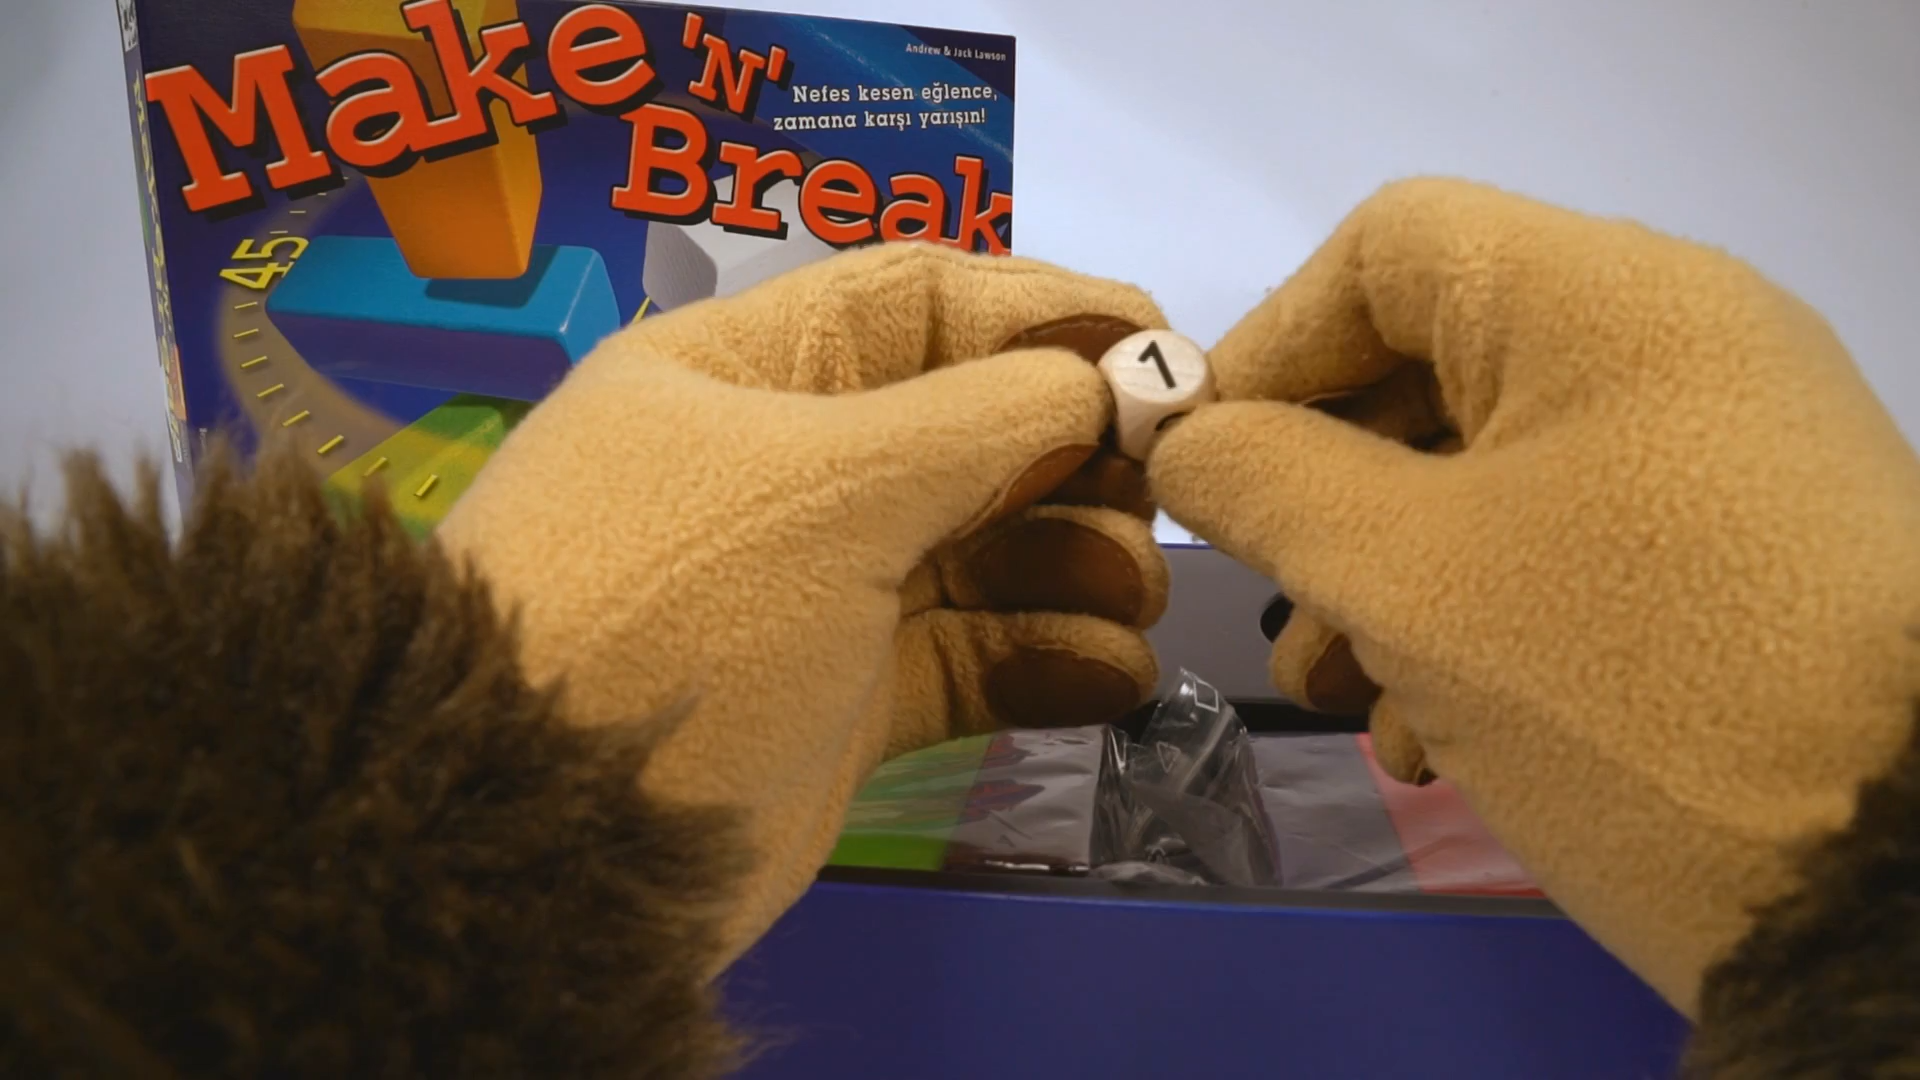 Make 'N'
Break
Andrew & Jack Lawson
Nefes kesen eğlence,
zamana karşı yarışın!
45
1